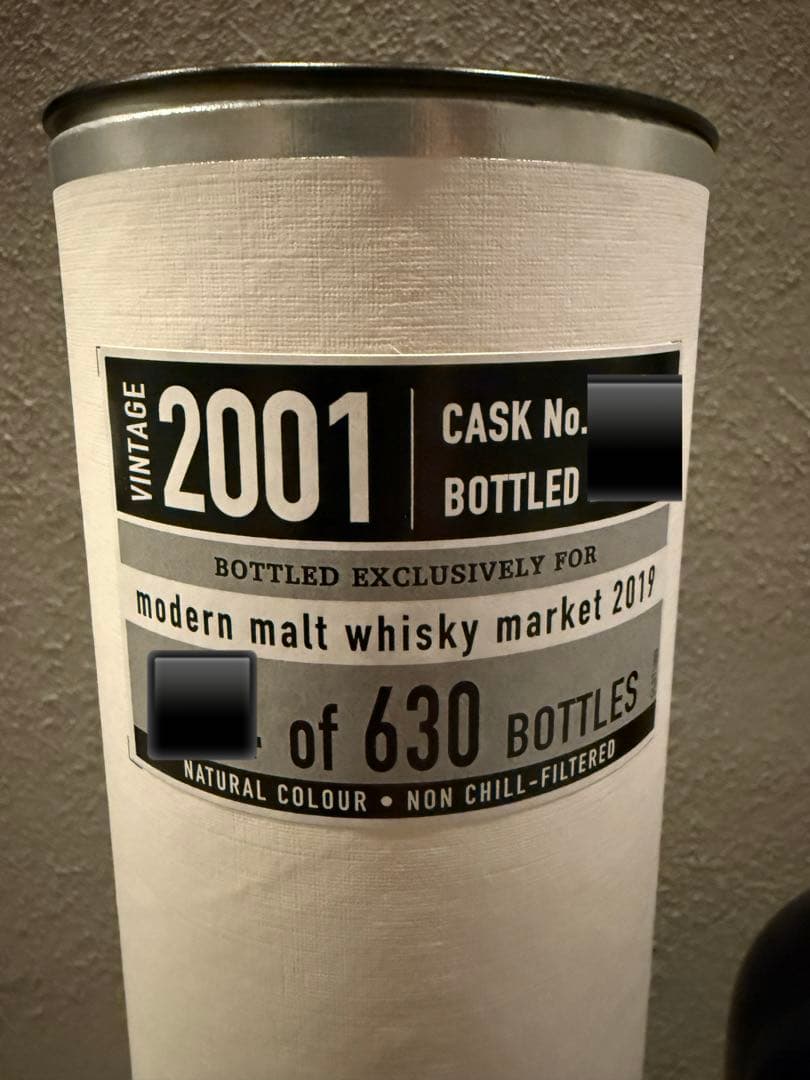 VINTAGE
2001
CASK No.
BOTTLED
BOTTLED EXCLUSIVELY FOR
modern malt whisky market 2019
of 630 BOTTLES
NATURAL COLOUR • NON CHILL-FILTERED